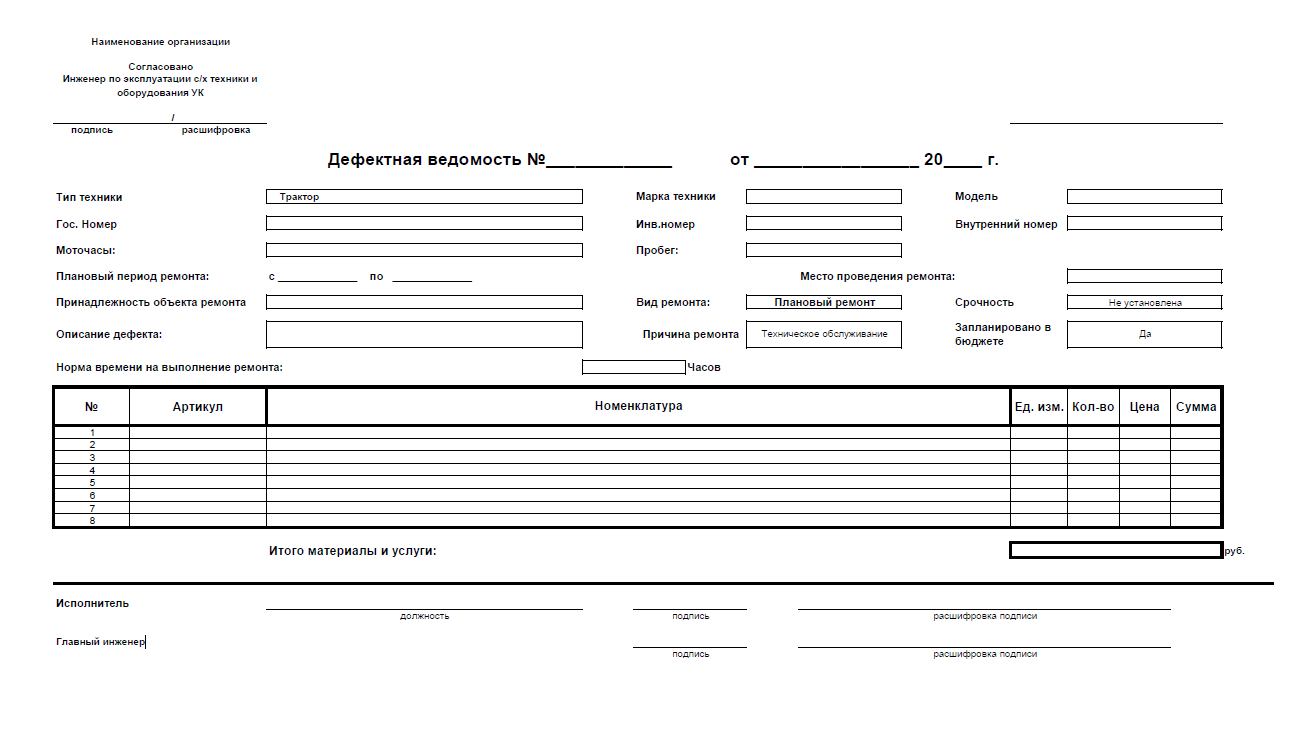 Наименование организации
Согласовано
Инженер по эксплуатации с/х техники и
оборудования УК
/
подпись расшифровка
Дефектная ведомость №_____________ от _________________ 20____ г.
Тип техники Трактор Марка техники Модель
Гос. Номер Инв.номер Внутренний номер
Моточасы: Пробег:
Плановый период ремонта: с _____________ по _____________ Место проведения ремонта:
Принадлежность объекта ремонта Вид ремонта: Плановый ремонт Срочность Не установлена
Описание дефекта: Причина ремонта Техническое обслуживание Запланировано в
бюджете Да
Норма времени на выполнение ремонта: Часов
№ Артикул Номенклатура Ед. изм. Кол-во Цена Сумма
1
2
3
4
5
6
7
8
Итого материалы и услуги: руб.
Исполнитель
должность подпись расшифровка подписи
Главный инженер
подпись расшифровка подписи